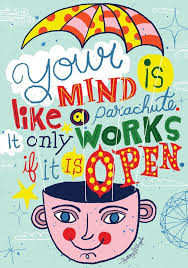 Your
MIND is
like a parachute.
It only WORKS
if it is OPEN.